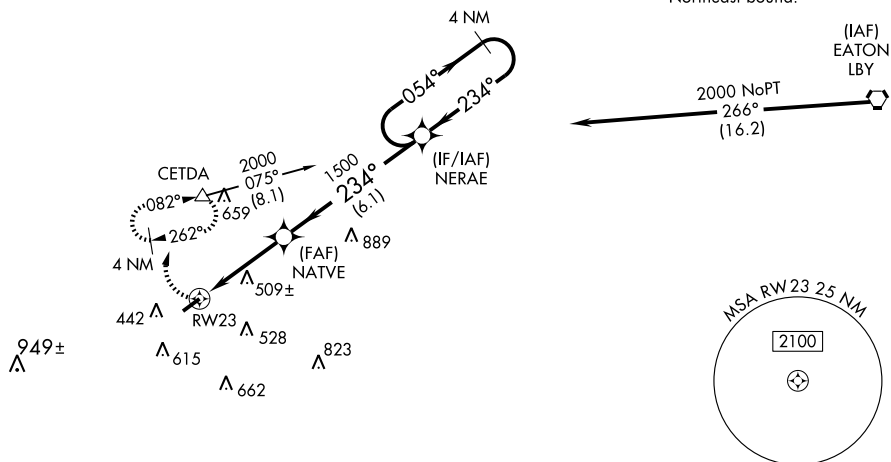 Northeast bound.
4 NM
(IAF)
EATON
LBY
054°
234°
2000 NoPT
266°
(16.2)
(IF/IAF)
NERAE
CETDA
2000
075°
(8.1)
1500
234°
(6.1)
082°
262°
659
4 NM
889
(FAF)
NATVE
509±
RW23
442
528
949±
615
823
662
MSA RW23 25 NM
2100